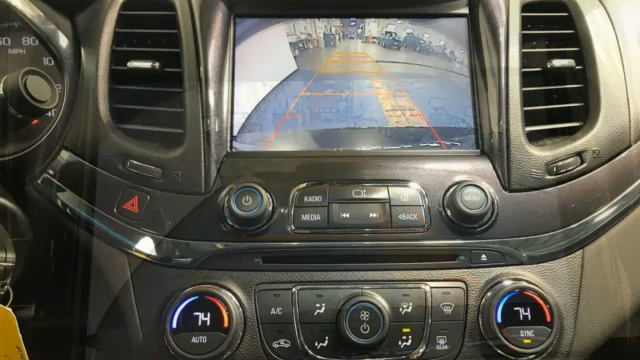 60
80
MPH
RADIO
MEDIA
BACK
MENU
74
AUTO
A/C
REAR
74
SYNC